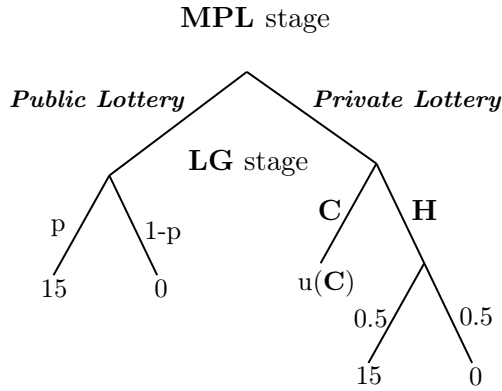 MPL stage
Public Lottery
Private Lottery
LG stage
C
H
p
1-p
15
0
u(C)
0.5
0.5
15
0